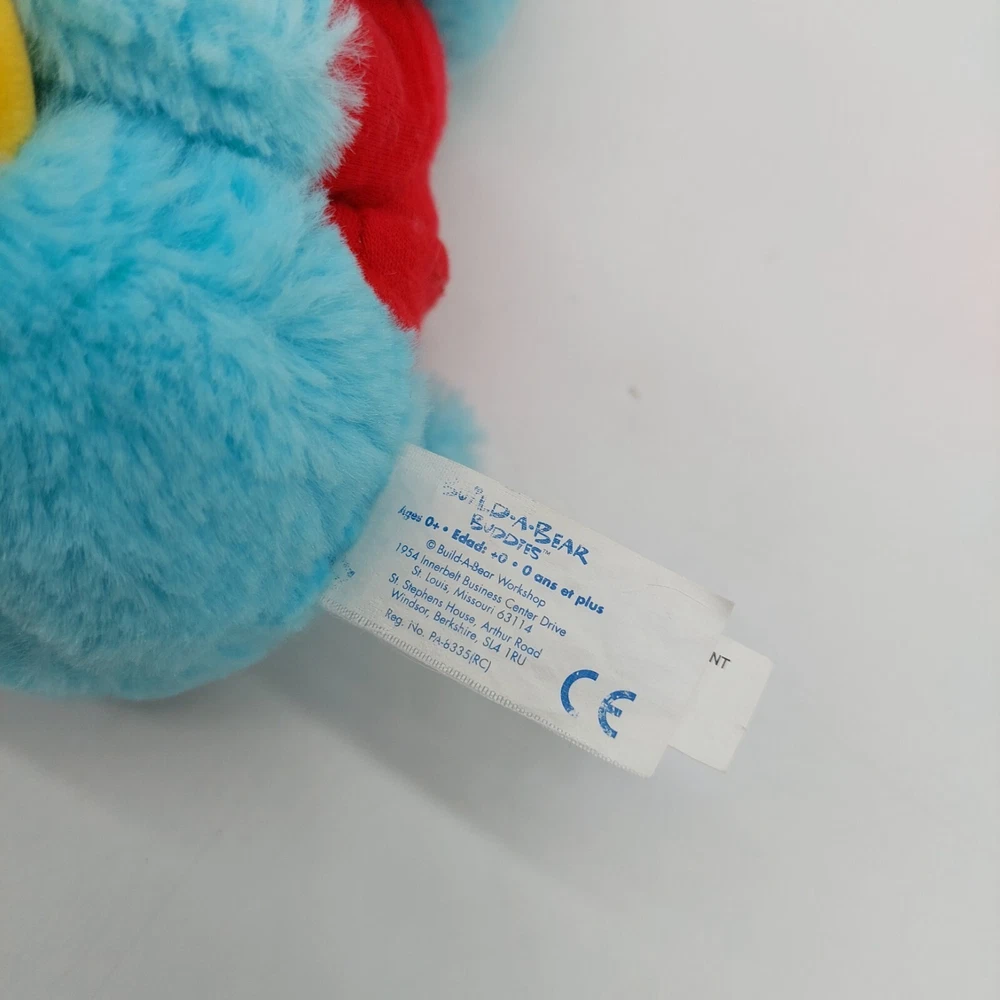 BUILD-A-BEAR
BUDDIES™
Ages 0+ • Edad: +0 • 0 ans et plus
© Build-A-Bear Workshop
1954 Innerbelt Business Center Drive
St. Louis, Missouri 63114
St. Stephens House, Arthur Road
Windsor, Berkshire, SL4 1RU
Reg. No. PA-6335(RC)
CE
NT